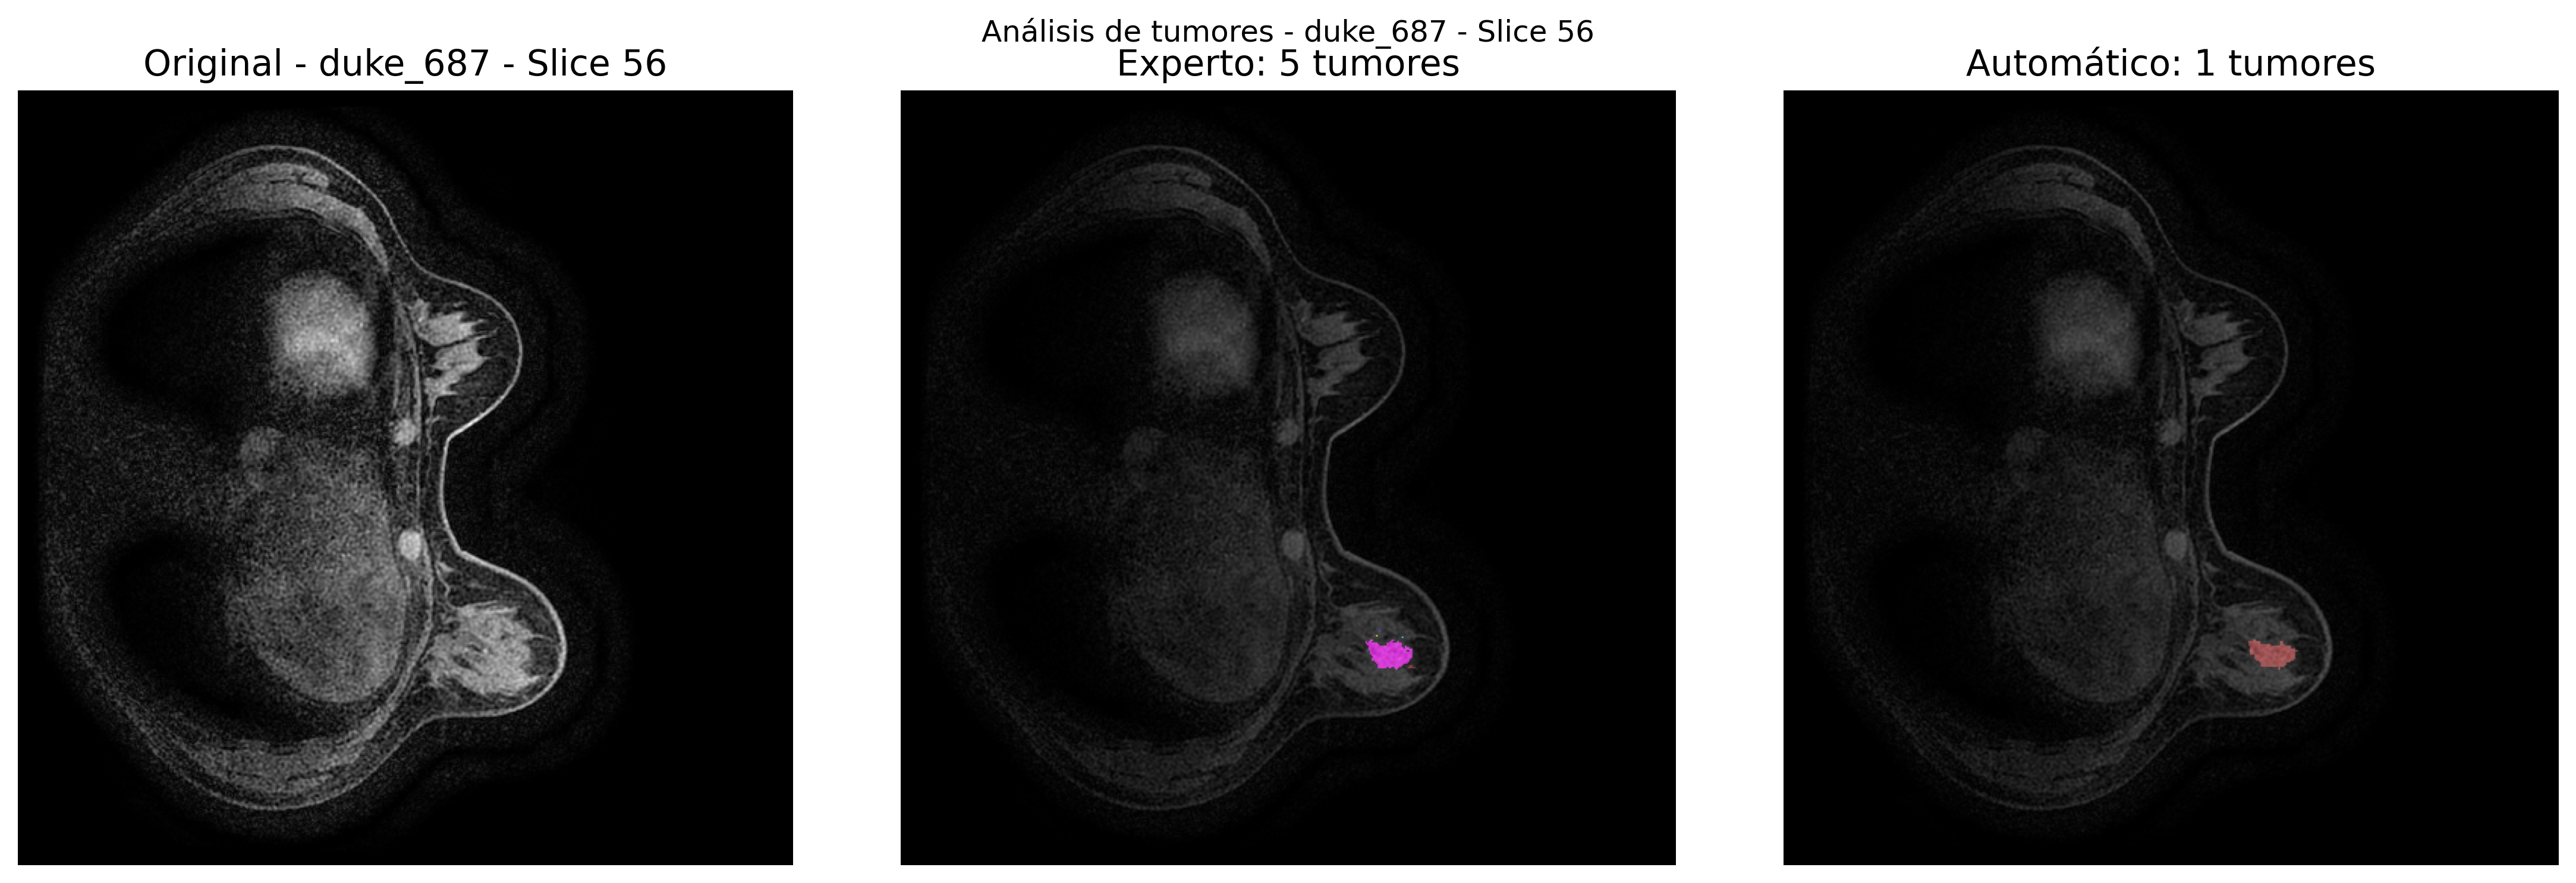 Análisis de tumores - duke_687 - Slice 56
Original - duke_687 - Slice 56
Experto: 5 tumores
Automático: 1 tumores